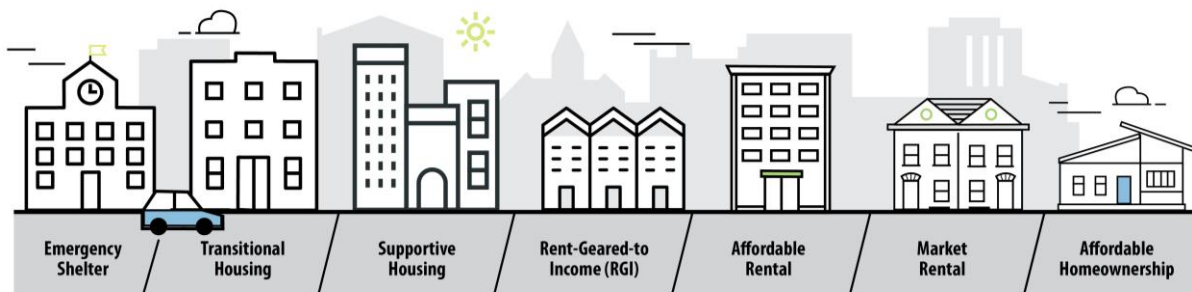 Emergency
Shelter
Transitional
Housing
Supportive
Housing
Rent-Geared-to
Income (RGI)
Affordable
Rental
Market
Rental
Affordable
Homeownership